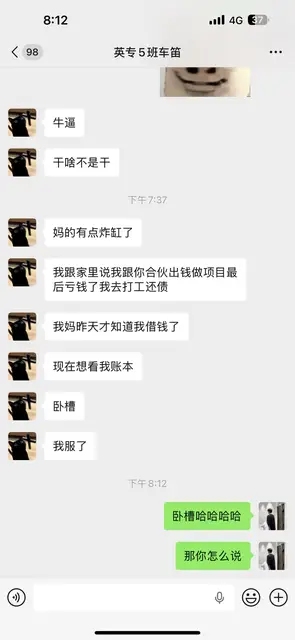 8:12
4G
37
98
英专5班车笛
牛逼
干啥不是干
下午7:37
妈的有点炸缸了
我跟家里说我跟你合伙出钱做项目最
后亏钱了我去打工还债
我妈昨天才知道我借钱了
现在想看我账本
卧槽
我服了
下午8:12
卧槽哈哈哈哈
那你怎么说